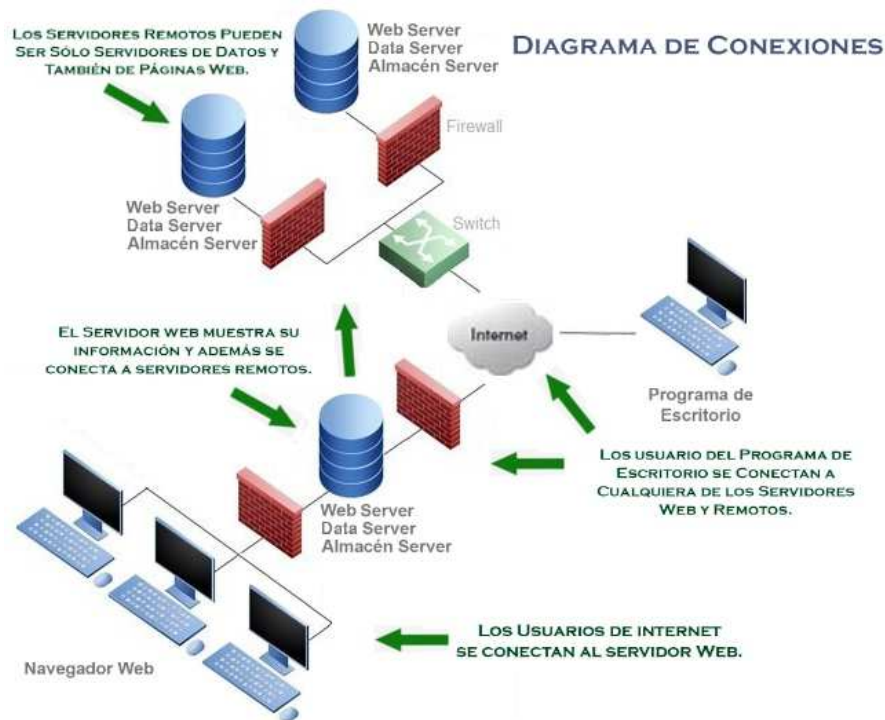 LOS SERVIDORES REMOTOS PUEDEN
SER SÓLO SERVIDORES DE DATOS Y
TAMBIÉN DE PÁGINAS WEB.
Web Server
Data Server
Almacén Server
DIAGRAMA DE CONEXIONES
Firewall
Web Server
Data Server
Almacén Server
Switch
EL SERVIDOR WEB MUESTRA SU
INFORMACIÓN Y ADEMÁS SE
CONECTA A SERVIDORES REMOTOS.
Internet
Programa de
Escritorio
LOS USUARIO DEL PROGRAMA DE
ESCRITORIO SE CONECTAN A
CUALQUIERA DE LOS SERVIDORES
WEB Y REMOTOS.
Web Server
Data Server
Almacén Server
LOS USUARIOS DE INTERNET
SE CONECTAN AL SERVIDOR WEB.
Navegador Web